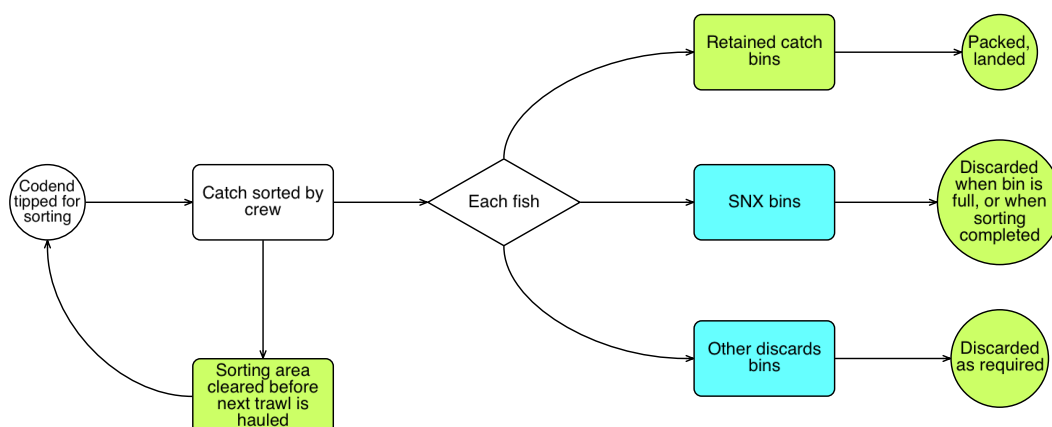 Codend
tipped for
sorting
Catch sorted by
crew
Sorting area
cleared before
next trawl is
hauled
Each fish
Retained catch
bins
Packed,
landed
SNX bins
Discarded
when bin is
full, or when
sorting
completed
Other discards
bins
Discarded
as required